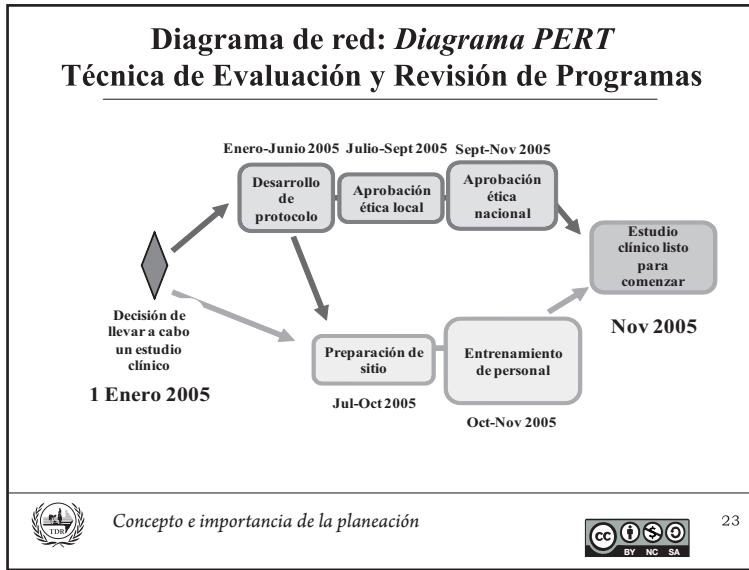 Diagrama de red: Diagrama PERT
Técnica de Evaluación y Revisión de Programas
Enero-Junio 2005
Julio-Sept 2005
Sept-Nov 2005
Desarrollo
de
protocolo
Aprobación
ética local
Aprobación
ética
nacional
Estudio
clínico listo
para
comenzar
Nov 2005
Decisión de
llevar a cabo
un estudio
clínico
1 Enero 2005
Preparación de
sitio
Jul-Oct 2005
Entrenamiento
de personal
Oct-Nov 2005
TDR
Concepto e importancia de la planeación
cc
BY NC SA
23